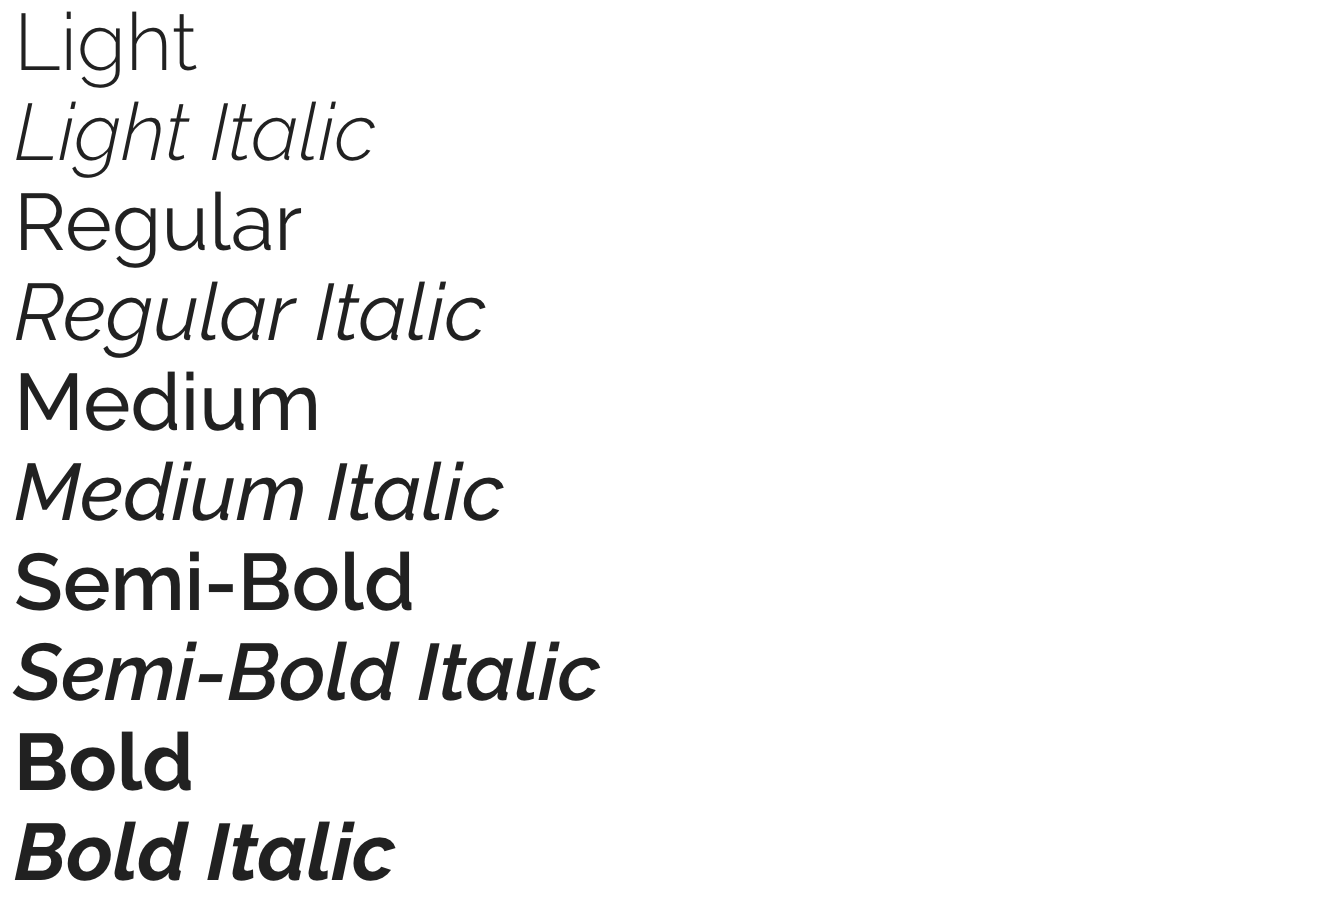 Light
Light Italic
Regular
Regular Italic
Medium
Medium Italic
Semi-Bold
Semi-Bold Italic
Bold
Bold Italic